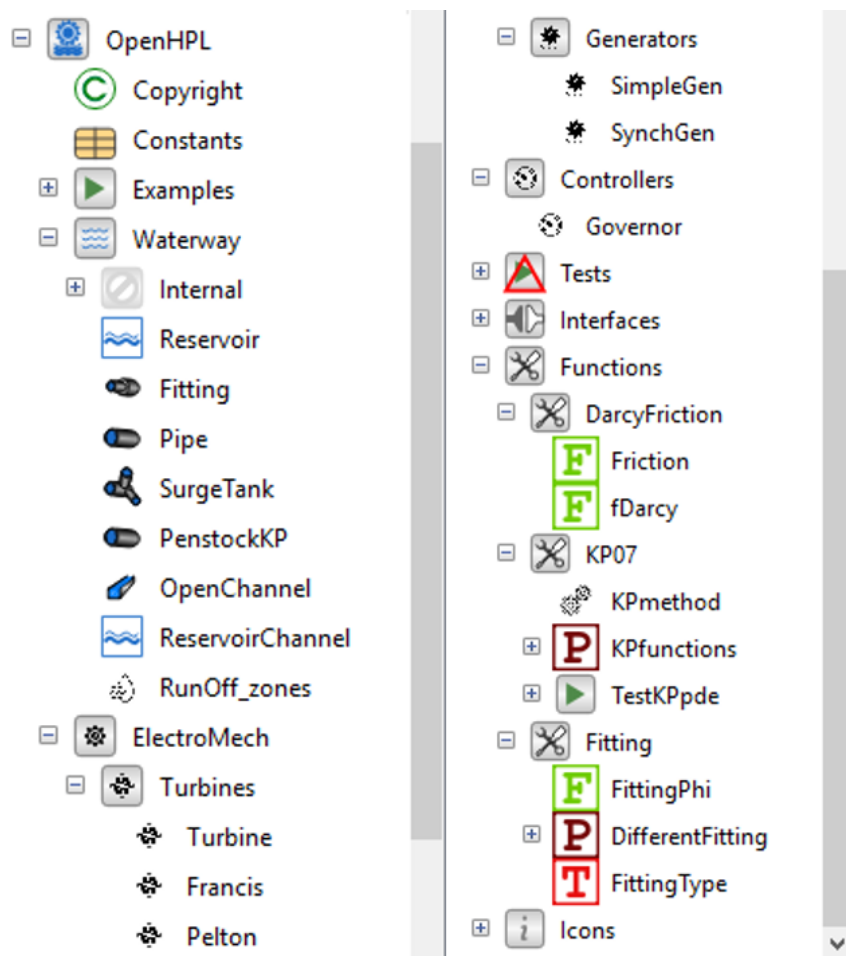 OpenHPL
Copyright
Constants
Examples
Waterway
Internal
Reservoir
Fitting
Pipe
SurgeTank
PenstockKP
OpenChannel
ReservoirChannel
RunOff_zones
ElectroMech
Turbines
Turbine
Francis
Pelton
Generators
SimpleGen
SynchGen
Controllers
Governor
Tests
Interfaces
Functions
DarcyFriction
F Friction
F fDarcy
KP07
KPmethod
P KPfunctions
TestKPpde
Fitting
F FittingPhi
P DifferentFitting
T FittingType
i Icons